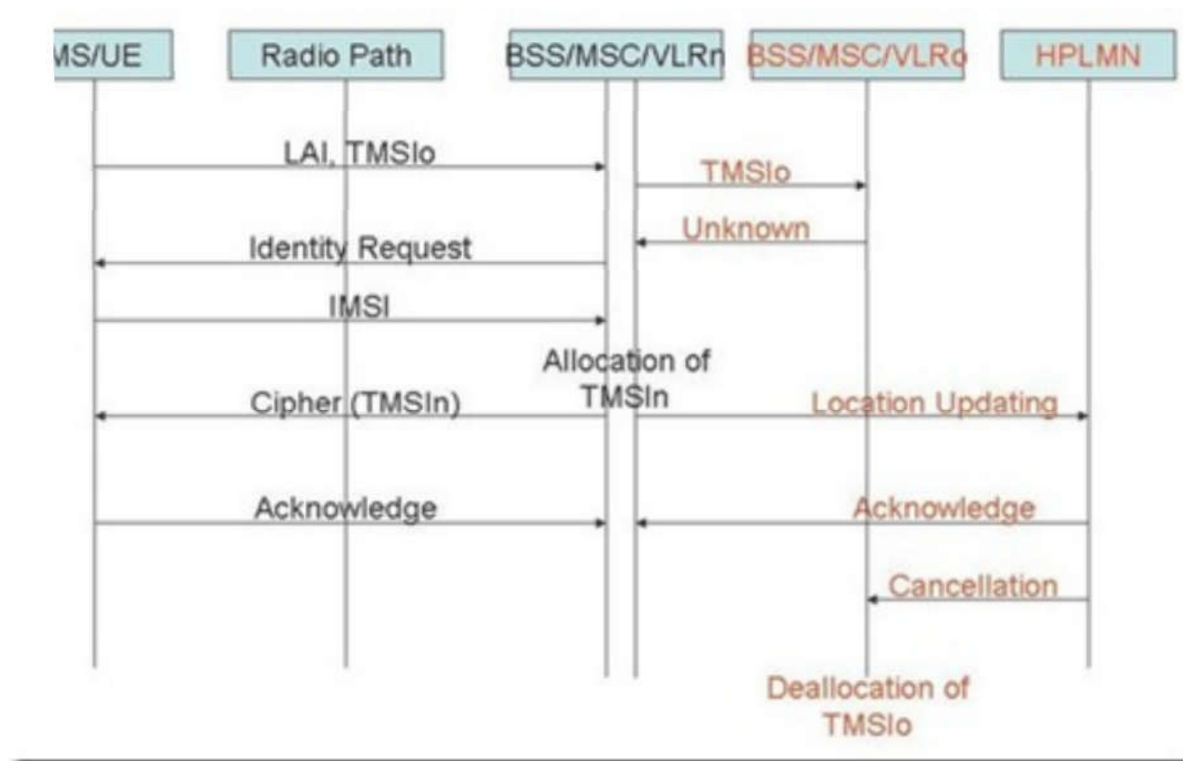 MS/UE
Radio Path
BSS/MSC/VLRn
BSS/MSC/VLRo
HPLMN
LAI, TMSIo
TMSIo
Unknown
Identity Request
IMSI
Allocation of
TMSIn
Cipher (TMSIn)
Location Updating
Acknowledge
Acknowledge
Cancellation
Deallocation of
TMSIo